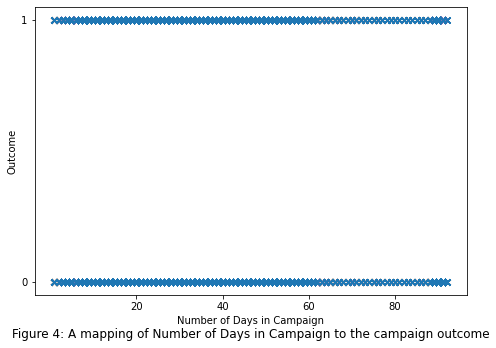 1
Outcome
0
20
40
60
80
Number of Days in Campaign
Figure 4: A mapping of Number of Days in Campaign to the campaign outcome